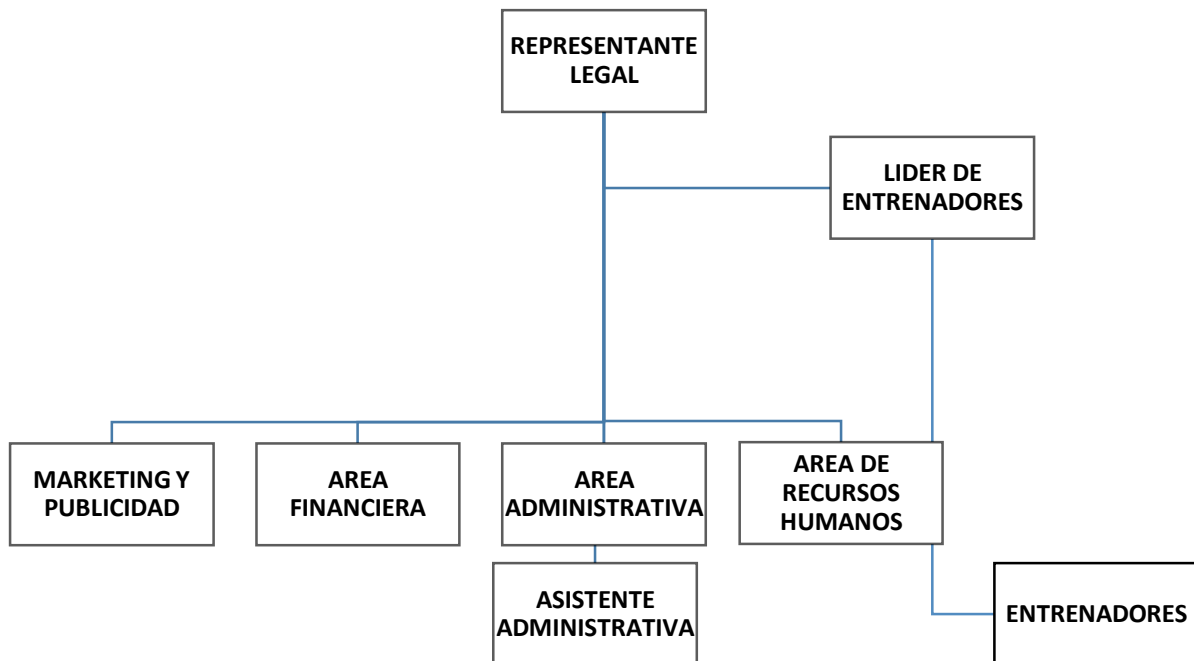 REPRESENTANTE
LEGAL
LIDER DE
ENTRENADORES
MARKETING Y
PUBLICIDAD
AREA
FINANCIERA
AREA
ADMINISTRATIVA
AREA DE
RECURSOS
HUMANOS
ASISTENTE
ADMINISTRATIVA
ENTRENADORES